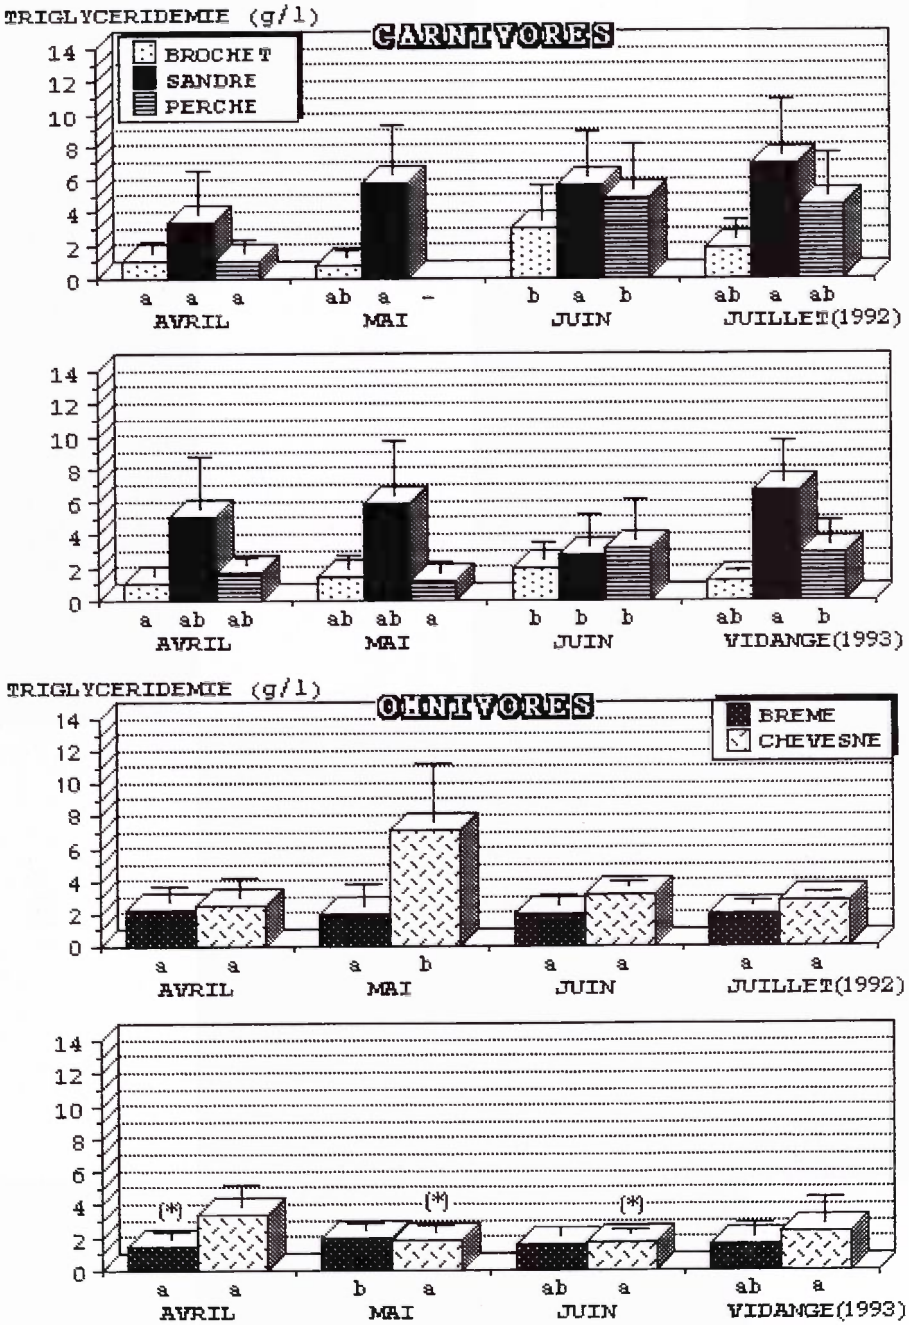 TRIGLYCERIDEMIE (g/l)
CARNIVORES
BROCHET
SANDRE
PERCHE
14
12
10
8
6
4
2
0
a a a ab a - b a b ab a ab
AVRIL MAI JUIN JUILLET(1992)
14
12
10
8
6
4
2
0
a ab ab ab ab a b b b ab a b
AVRIL MAI JUIN VIDANGE(1993)
TRIGLYCERIDEMIE (g/l)
OMNIVORES
BREME
CHEVESNE
14
12
10
8
6
4
2
0
a a a b a a a a
AVRIL MAI JUIN JUILLET(1992)
14
12
10
8
6
4
2
0
(*) (*) (*)
a a b a ab a ab a
AVRIL MAI JUIN VIDANGE(1993)